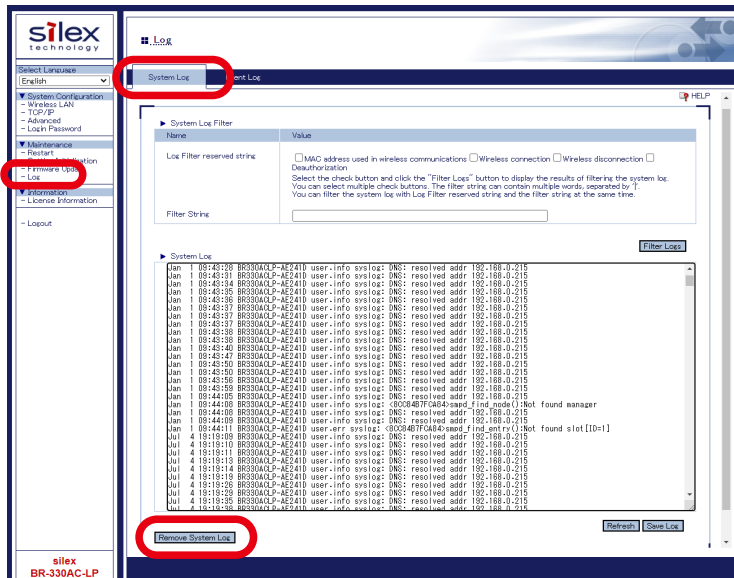 silex
technology
Select Language
English
▼ System Configuration
- Wireless LAN
- TCP/IP
- Advanced
- Login Password
▼ Maintenance
- Restart
- Firmware Upda
- Log
▼ Information
- License Information
- Logout
silex
BR-330AC-LP
Log
System Log
ent Log
HELP
▶ System Log Filter
Name Value
Log Filter reserved string
MAC address used in wireless communications Wireless connection Wireless disconnection
Deauthorization
Select the check button and click the "Filter Logs" button to display the results of filtering the system log.
You can select multiple check buttons. The filter string can contain multiple words, separated by '|'.
You can filter the system log with Log Filter reserved string and the filter string at the same time.
Filter String
Filter Logs
▶ System Log
Jan 1 09:43:28 BR330ACLP-AE241D user.info syslog: DNS: resolved addr 192.168.0.215
Jan 1 09:43:31 BR330ACLP-AE241D user.info syslog: DNS: resolved addr 192.168.0.215
Jan 1 09:43:34 BR330ACLP-AE241D user.info syslog: DNS: resolved addr 192.168.0.215
Jan 1 09:43:35 BR330ACLP-AE241D user.info syslog: DNS: resolved addr 192.168.0.215
Jan 1 09:43:36 BR330ACLP-AE241D user.info syslog: DNS: resolved addr 192.168.0.215
Jan 1 09:43:37 BR330ACLP-AE241D user.info syslog: DNS: resolved addr 192.168.0.215
Jan 1 09:43:37 BR330ACLP-AE241D user.info syslog: DNS: resolved addr 192.168.0.215
Jan 1 09:43:37 BR330ACLP-AE241D user.info syslog: DNS: resolved addr 192.168.0.215
Jan 1 09:43:38 BR330ACLP-AE241D user.info syslog: DNS: resolved addr 192.168.0.215
Jan 1 09:43:38 BR330ACLP-AE241D user.info syslog: DNS: resolved addr 192.168.0.215
Jan 1 09:43:40 BR330ACLP-AE241D user.info syslog: DNS: resolved addr 192.168.0.215
Jan 1 09:43:47 BR330ACLP-AE241D user.info syslog: DNS: resolved addr 192.168.0.215
Jan 1 09:43:50 BR330ACLP-AE241D user.info syslog: DNS: resolved addr 192.168.0.215
Jan 1 09:43:50 BR330ACLP-AE241D user.info syslog: DNS: resolved addr 192.168.0.215
Jan 1 09:43:56 BR330ACLP-AE241D user.info syslog: DNS: resolved addr 192.168.0.215
Jan 1 09:43:59 BR330ACLP-AE241D user.info syslog: DNS: resolved addr 192.168.0.215
Jan 1 09:44:05 BR330ACLP-AE241D user.info syslog: DNS: resolved addr 192.168.0.215
Jan 1 09:44:08 BR330ACLP-AE241D user.info syslog: <8CC84B7FCA84>smed_find_node():Not found manager
Jan 1 09:44:08 BR330ACLP-AE241D user.info syslog: DNS: resolved addr 192.168.0.215
Jan 1 09:44:09 BR330ACLP-AE241D user.info syslog: DNS: resolved addr 192.168.0.215
Jan 1 09:44:11 BR330ACLP-AE241D user.err syslog: <8CC84B7FCA84>smed_find_entry():Not found slot[ID=1]
Jul 4 19:19:09 BR330ACLP-AE241D user.info syslog: DNS: resolved addr 192.168.0.215
Jul 4 19:19:10 BR330ACLP-AE241D user.info syslog: DNS: resolved addr 192.168.0.215
Jul 4 19:19:11 BR330ACLP-AE241D user.info syslog: DNS: resolved addr 192.168.0.215
Jul 4 19:19:13 BR330ACLP-AE241D user.info syslog: DNS: resolved addr 192.168.0.215
Jul 4 19:19:14 BR330ACLP-AE241D user.info syslog: DNS: resolved addr 192.168.0.215
Jul 4 19:19:19 BR330ACLP-AE241D user.info syslog: DNS: resolved addr 192.168.0.215
Jul 4 19:19:26 BR330ACLP-AE241D user.info syslog: DNS: resolved addr 192.168.0.215
Jul 4 19:19:29 BR330ACLP-AE241D user.info syslog: DNS: resolved addr 192.168.0.215
Jul 4 19:19:35 BR330ACLP-AE241D user.info syslog: DNS: resolved addr 192.168.0.215
Jul 4 19:19:38 BR330ACLP-AE241D user.info syslog: DNS: resolved addr 192.168.0.215
Refresh Save Log
Remove System Log